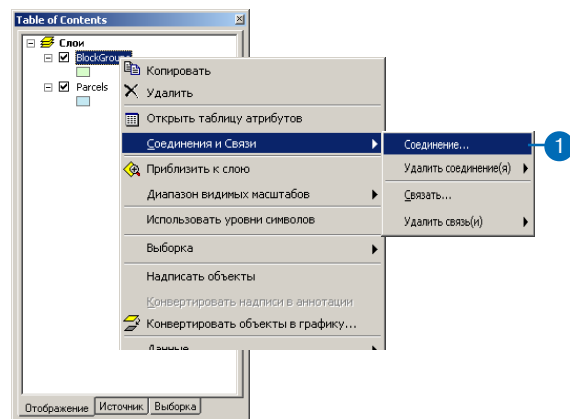 Table of Contents
Слои
BlockGrou
Parcels
Копировать
Удалить
Открыть таблицу атрибутов
Соединения и Связи
Приблизить к слою
Диапазон видимых масштабов
Использовать уровни символов
Выборка
Надписать объекты
Конвертировать надписи в аннотации
Конвертировать объекты в графику...
Данные
Соединение...
Удалить соединение(я)
Связать...
Удалить связь(и)
1
Отображение Источник Выборка